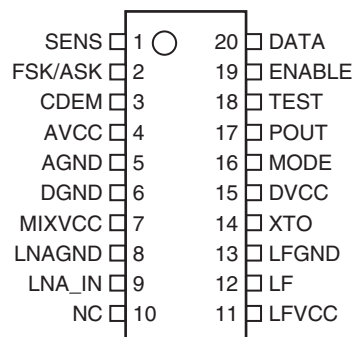 SENS 1 20 DATA
FSK/ASK 2 19 ENABLE
CDEM 3 18 TEST
AVCC 4 17 POUT
AGND 5 16 MODE
DGND 6 15 DVCC
MIXVCC 7 14 XTO
LNAGND 8 13 LFGND
LNA_IN 9 12 LF
NC 10 11 LFVCC